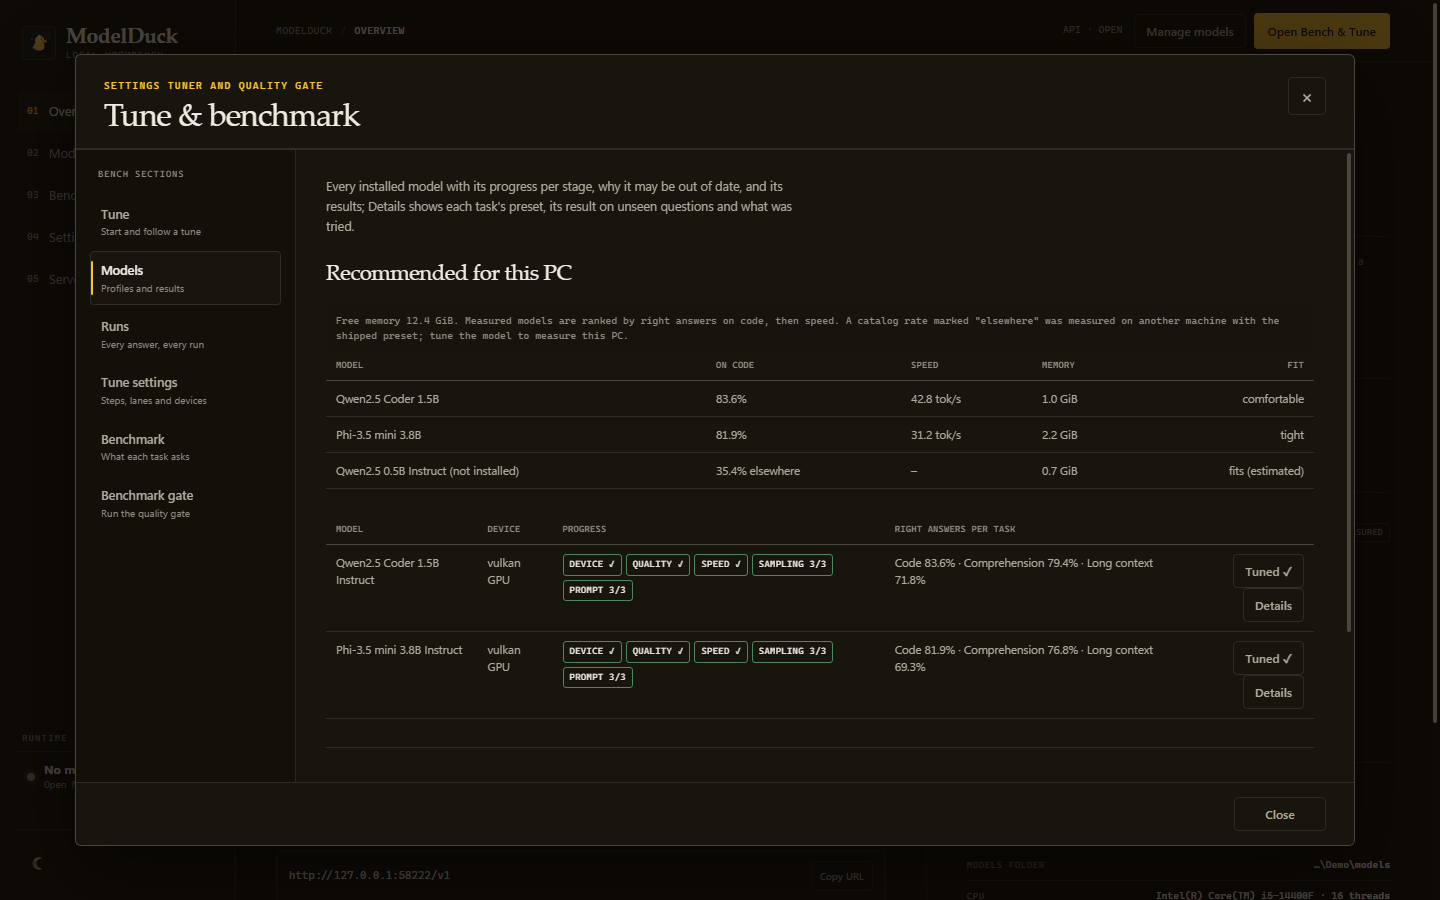 ModelDuck
MODELDUCK / OVERVIEW
API · OPEN
Manage models
Open Bench & Tune
SETTINGS TUNER AND QUALITY GATE
Tune & benchmark
×
01 Over
02 Mod
03 Benc
04 Setti
05 Serv
BENCH SECTIONS
Tune
Start and follow a tune
Models
Profiles and results
Runs
Every answer, every run
Tune settings
Steps, lanes and devices
Benchmark
What each task asks
Benchmark gate
Run the quality gate
Every installed model with its progress per stage, why it may be out of date, and its
results; Details shows each task's preset, its result on unseen questions and what was
tried.
Recommended for this PC
Free memory 12.4 GiB. Measured models are ranked by right answers on code, then speed. A catalog rate marked "elsewhere" was measured on another machine with the
shipped preset; tune the model to measure this PC.
MODEL ON CODE SPEED MEMORY FIT
Qwen2.5 Coder 1.5B 83.6% 42.8 tok/s 1.0 GiB comfortable
Phi-3.5 mini 3.8B 81.9% 31.2 tok/s 2.2 GiB tight
Qwen2.5 0.5B Instruct (not installed) 35.4% elsewhere – 0.7 GiB fits (estimated)
MODEL DEVICE PROGRESS RIGHT ANSWERS PER TASK
Qwen2.5 Coder 1.5B
Instruct
vulkan
GPU
DEVICE ✓ QUALITY ✓ SPEED ✓ SAMPLING 3/3
PROMPT 3/3
Code 83.6% · Comprehension 79.4% · Long context
71.8%
Tuned ✓
Details
Phi-3.5 mini 3.8B Instruct
vulkan
GPU
DEVICE ✓ QUALITY ✓ SPEED ✓ SAMPLING 3/3
PROMPT 3/3
Code 81.9% · Comprehension 76.8% · Long context
69.3%
Tuned ✓
Details
RUNTIME
No m
Open
Close
http://127.0.0.1:58222/v1
Copy URL
MODELS FOLDER …\Demo\models
CPU Intel(R) Core(TM) i5-14400F · 16 threads